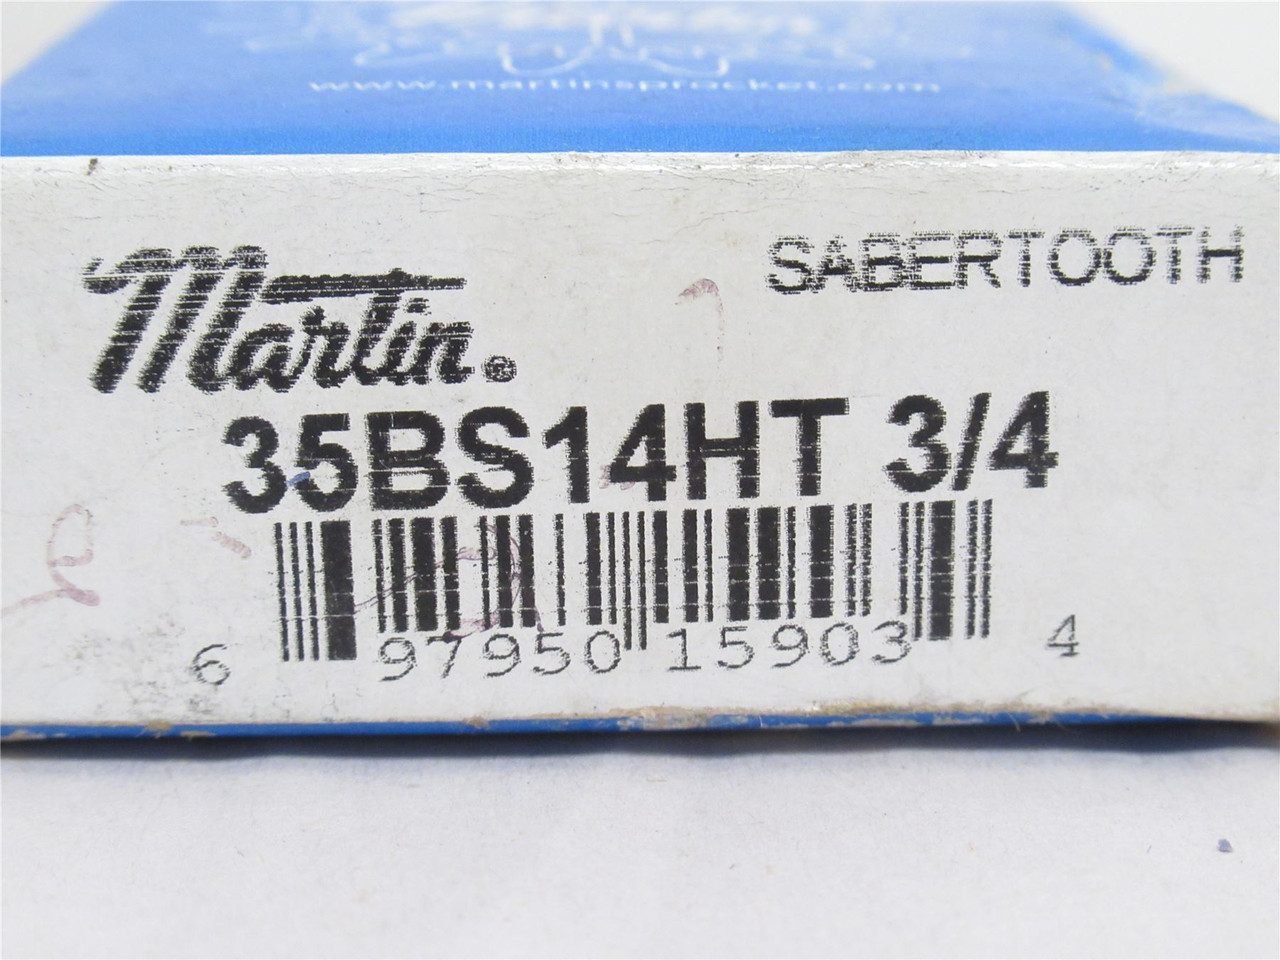 www.martinsprocket.com
SABERTOOTH
Martin®
35BS14HT 3/4
6 97950 15903 4